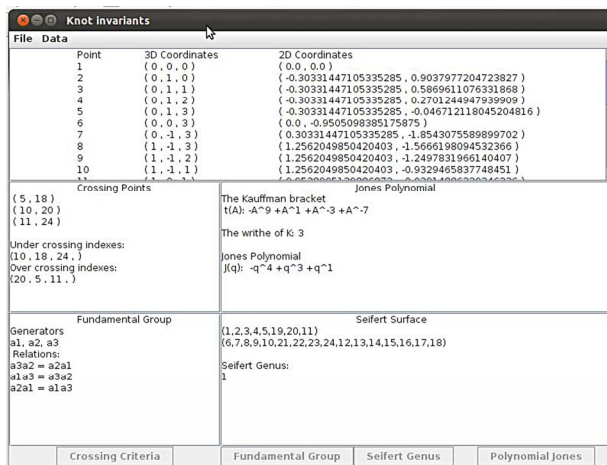 Knot invariants
File Data
Point 3D Coordinates 2D Coordinates
1 ( 0 , 0 , 0 ) ( 0.0 , 0.0 )
2 ( 0 , 1 , 0 ) ( -0.30331447105335285 , 0.9037977204723827 )
3 ( 0 , 1 , 1 ) ( -0.30331447105335285 , 0.5869611076331868 )
4 ( 0 , 1 , 2 ) ( -0.30331447105335285 , 0.2701244947939909 )
5 ( 0 , 1 , 3 ) ( -0.30331447105335285 , -0.046712118045204816 )
6 ( 0 , 0 , 3 ) ( 0.0 , -0.9505098385175875 )
7 ( 0 , -1 , 3 ) ( 0.30331447105335285 , -1.8543075589899702 )
8 ( 1 , -1 , 3 ) ( 1.2562049850420403 , -1.5666198094532366 )
9 ( 1 , -1 , 2 ) ( 1.2562049850420403 , -1.2497831966140407 )
10 ( 1 , -1 , 1 ) ( 1.2562049850420403 , -0.9329465837748451 )
Crossing Points
( 5 , 18 )
( 10 , 20 )
( 11 , 24 )
Under crossing indexes:
(10 , 18 , 24 , )
Over crossing indexes:
(20 , 5 , 11 , )
Jones Polynomial
The Kauffman bracket
t(A): -A^9 +A^1 +A^-3 +A^-7
The writhe of K: 3
Jones Polynomial
J(q): -q^4 +q^3 +q^1
Fundamental Group
Generators
a1, a2, a3
Relations:
a3a2 = a2a1
a1a3 = a3a2
a2a1 = a1a3
Seifert Surface
(1,2,3,4,5,19,20,11)
(6,7,8,9,10,21,22,23,24,12,13,14,15,16,17,18)
Seifert Genus:
1
Crossing Criteria Fundamental Group Seifert Genus Polynomial Jones